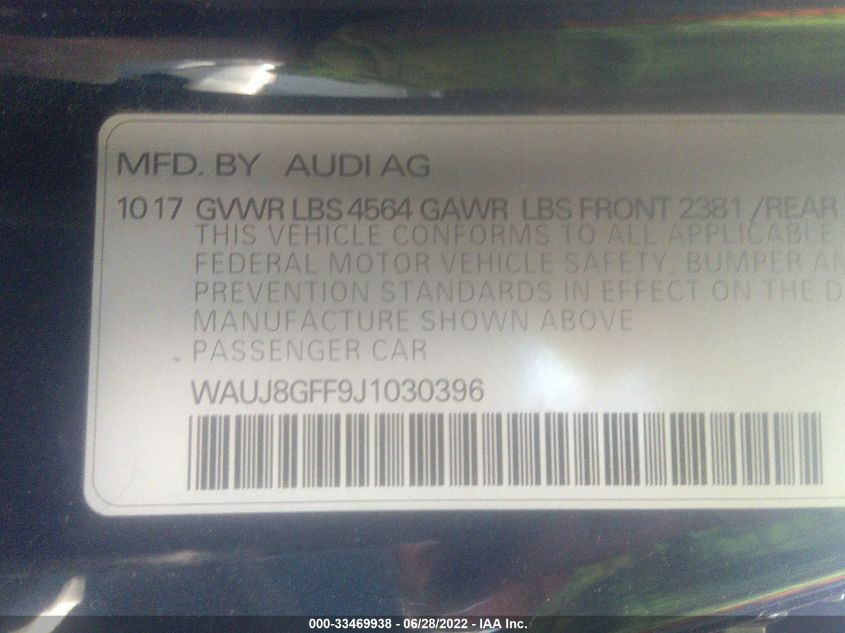 MFD. BY AUDI AG
10 17 GVWR LBS 4564 GAWR LBS FRONT 2381 /REAR
THIS VEHICLE CONFORMS TO ALL APPLICABLE
FEDERAL MOTOR VEHICLE SAFETY, BUMPER AN
PREVENTION STANDARDS IN EFFECT ON THE D
MANUFACTURE SHOWN ABOVE
PASSENGER CAR
WAUJ8GFF9J1030396
000-33469938 - 06/28/2022 - IAA Inc.